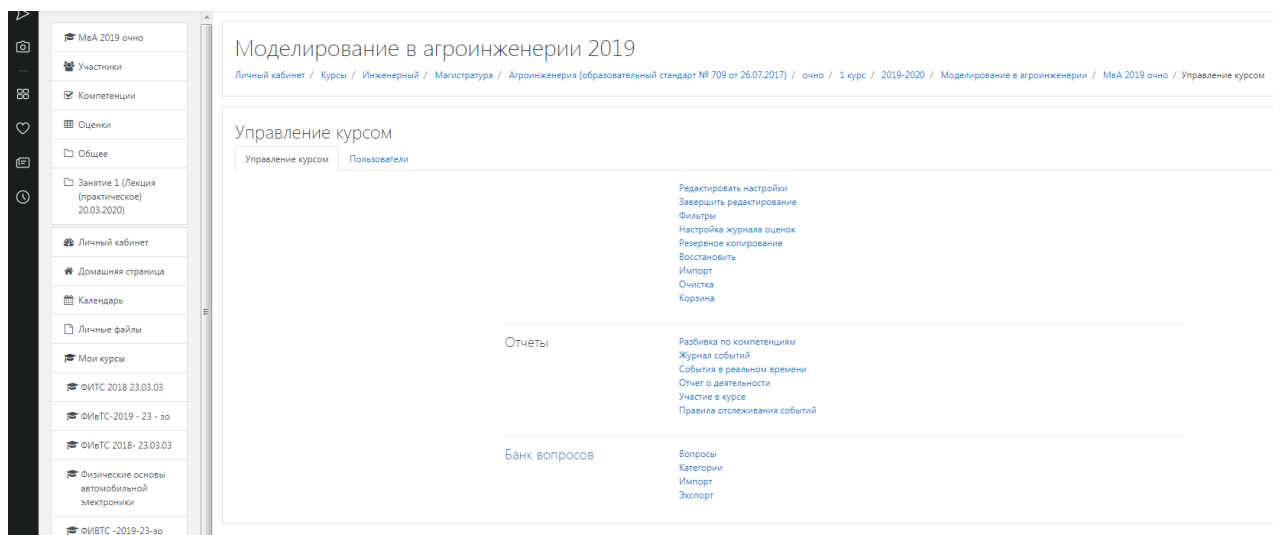 МвА 2019 очно
Участники
Компетенции
Оценки
Общее
Занятие 1 (Лекция
(практическое)
20.03.2020)
Личный кабинет
Домашняя страница
Календарь
Личные файлы
Мои курсы
ФИТС 2018 23.03.03
ФИвТС-2019 - 23 - зо
ФИвТС 2018- 23.03.03
Физические основы
автомобильной
электроники
ФИВТС -2019-23-зо
Моделирование в агроинженерии 2019
Личный кабинет / Курсы / Инженерный / Магистратура / Агроинженерия (образовательный стандарт № 709 от 26.07.2017) / очно / 1 курс / 2019-2020 / Моделирование в агроинженерии / МвА 2019 очно / Управление курсом
Управление курсом
Управление курсом Пользователи
Редактировать настройки
Завершить редактирование
Фильтры
Настройка журнала оценок
Резервное копирование
Восстановить
Импорт
Очистка
Корзина
Отчеты
Разбивка по компетенциям
Журнал событий
События в реальном времени
Отчет о деятельности
Участие в курсе
Правила отслеживания событий
Банк вопросов
Вопросы
Категории
Импорт
Экспорт